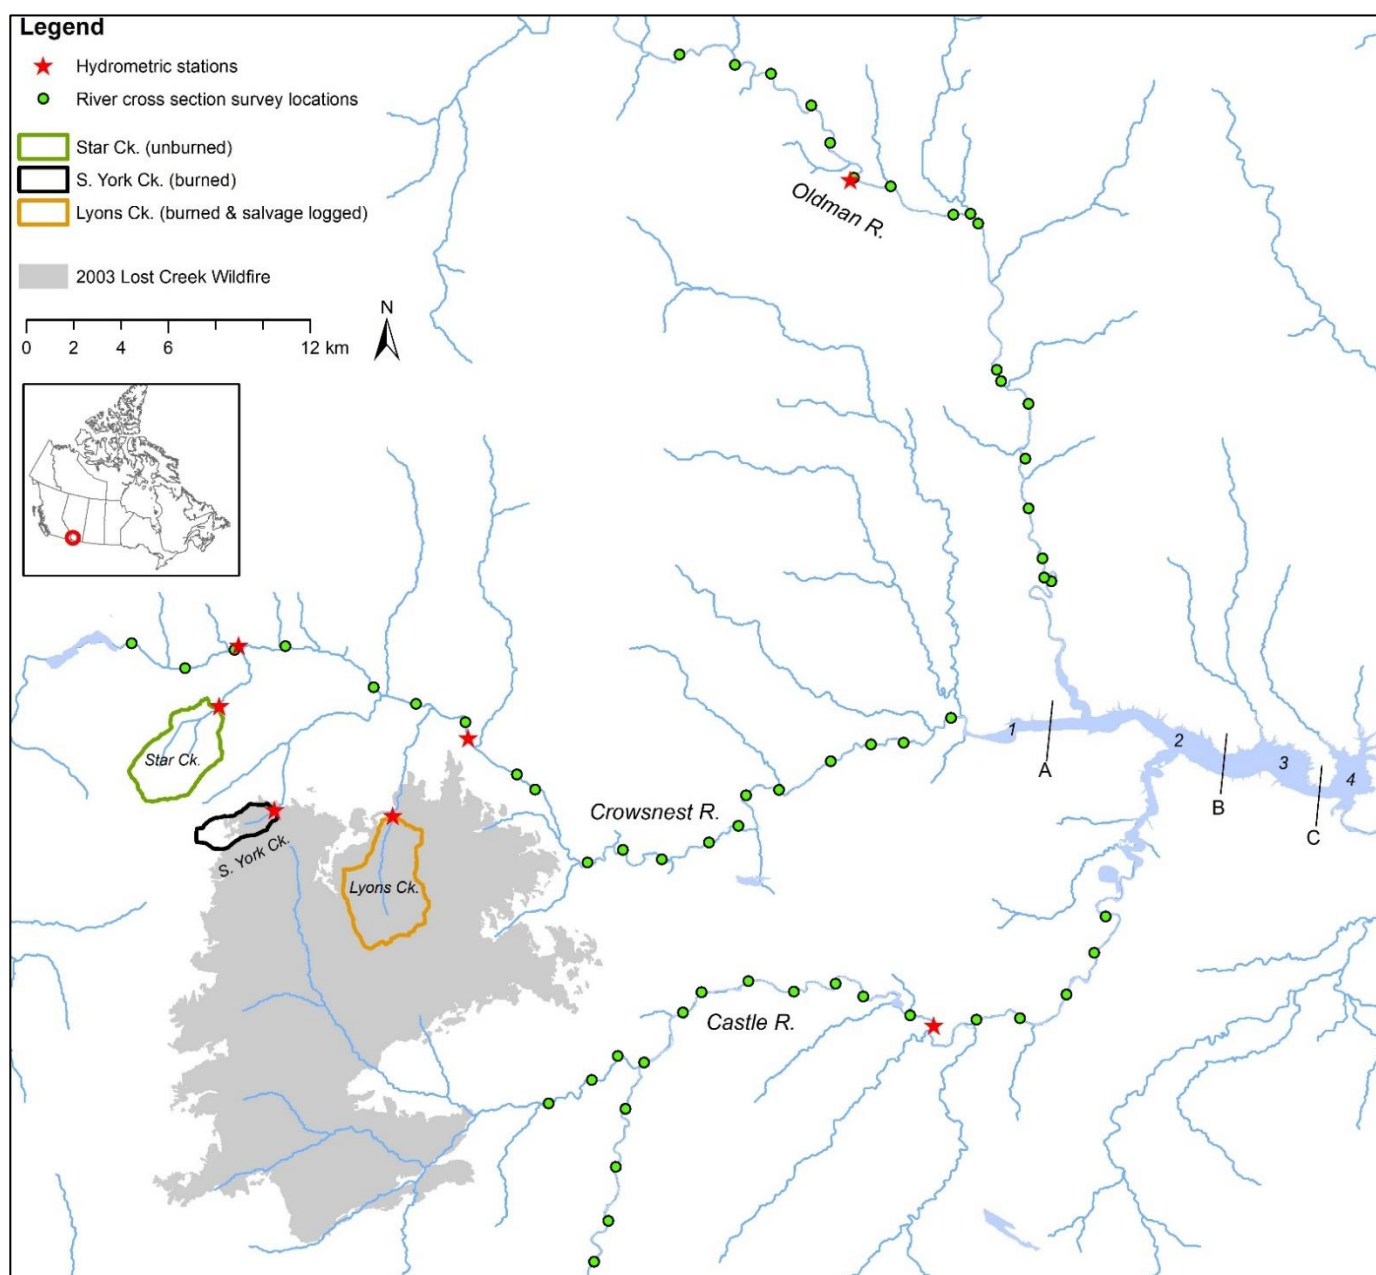 Legend
Hydrometric stations
River cross section survey locations
Star Ck. (unburned)
S. York Ck. (burned)
Lyons Ck. (burned & salvage logged)
2003 Lost Creek Wildfire
0 2 4 6 12 km
N
Oldman R.
Star Ck.
S. York Ck.
Lyons Ck.
Crowsnest R.
Castle R.
1
A
2
B
3
C
4